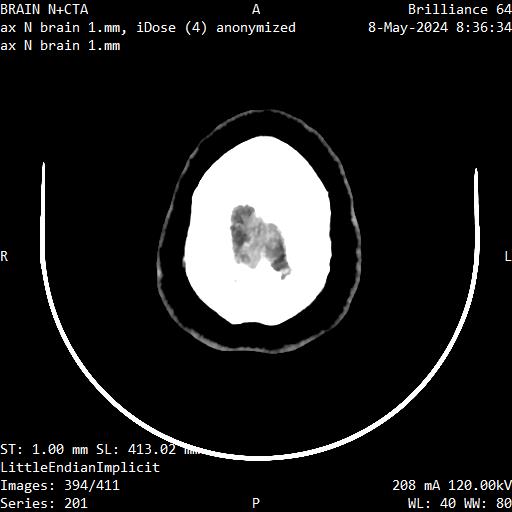 BRAIN N+CTA
A
Brilliance 64
ax N brain 1.mm, iDose (4) anonymized
8-May-2024 8:36:34
ax N brain 1.mm
R
L
ST: 1.00 mm SL: 413.02 mm
LittleEndianImplicit
Images: 394/411
208 mA 120.00kV
Series: 201
P
WL: 40 WW: 80